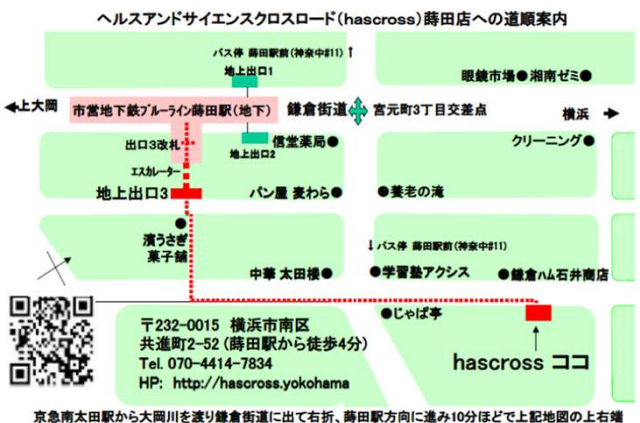 ヘルスアンドサイエンスクロスロード(hascross)蒔田店への道順案内
バス停 蒔田駅前(神奈中#11) ↑
地上出口1
眼鏡市場●湘南ゼミ●
←上大岡
市営地下鉄ブルーライン蒔田駅(地下)
鎌倉街道
宮元町3丁目交差点
横浜 →
出口3改札
地上出口2
信堂薬局●
クリーニング●
エスカレーター
地上出口3
パン屋 麦わら●
●養老の滝
●
濱うさぎ
菓子舗
↓バス停 蒔田駅前(神奈中#11)
中華 太田楼●
●学習塾アクシス
●鎌倉ハム石井商店
●じゃぱ亭
〒232-0015 横浜市南区
共進町2-52 (蒔田駅から徒歩4分)
Tel. 070-4414-7834
HP: http://hascross.yokohama
hascross ココ
京急南太田駅から大岡川を渡り鎌倉街道に出て右折、蒔田駅方向に進み10分ほどで上記地図の上右端